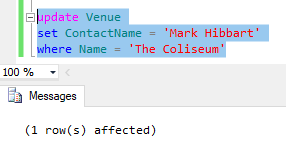 update Venue
set ContactName = 'Mark Hibbart'
where Name = 'The Coliseum'
100 %
Messages
(1 row(s) affected)